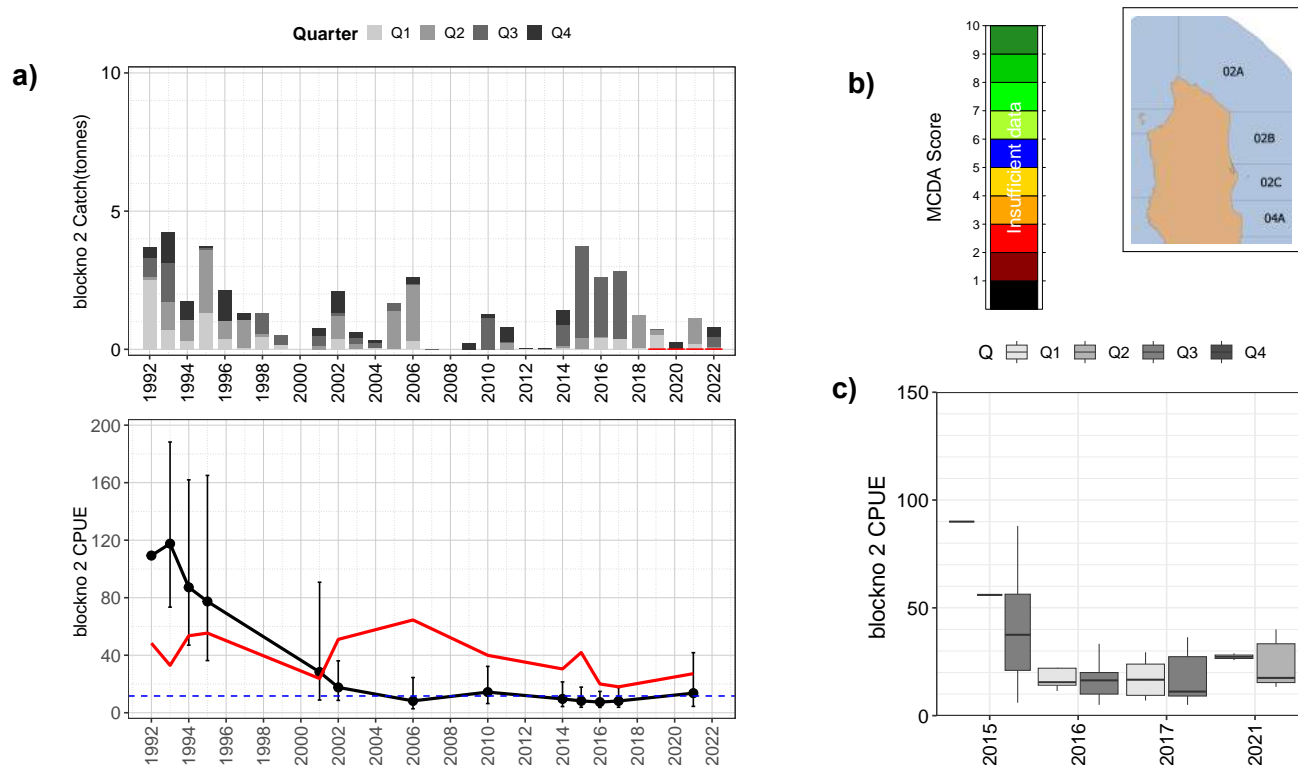 Quarter Q1 Q2 Q3 Q4
a)
blockno 2 Catch(tonnes)
10
5
0
1992 1994 1996 1998 2000 2002 2004 2006 2008 2010 2012 2014 2016 2018 2020 2022
blockno 2 CPUE
200
160
120
80
40
0
1992 1994 1996 1998 2000 2002 2004 2006 2008 2010 2012 2014 2016 2018 2020 2022
b)
MCDA Score
10
9
8
7
6
5
4
3
2
1
Insufficient data
02A
02B
02C
04A
Q Q1 Q2 Q3 Q4
c)
blockno 2 CPUE
150
100
50
0
2015 2016 2017 2021